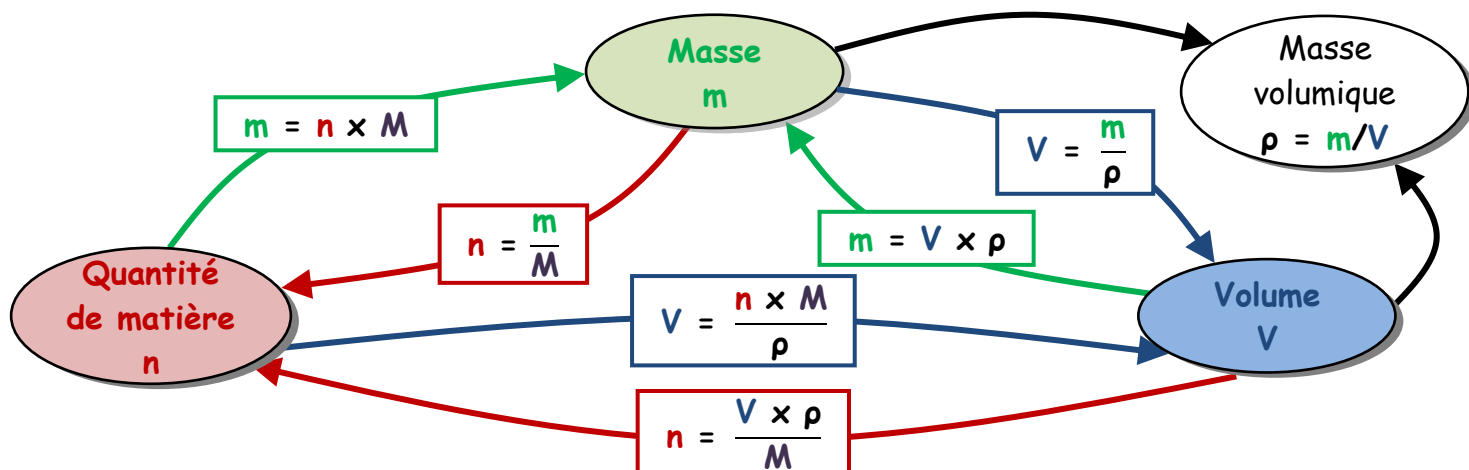 Masse
m
Masse
volumique
ρ = m/V
m = n x M
V = m/ρ
n = m/M
m = V x ρ
Quantité
de matière
n
V = n x M/ρ
Volume
V
n = V x ρ/M